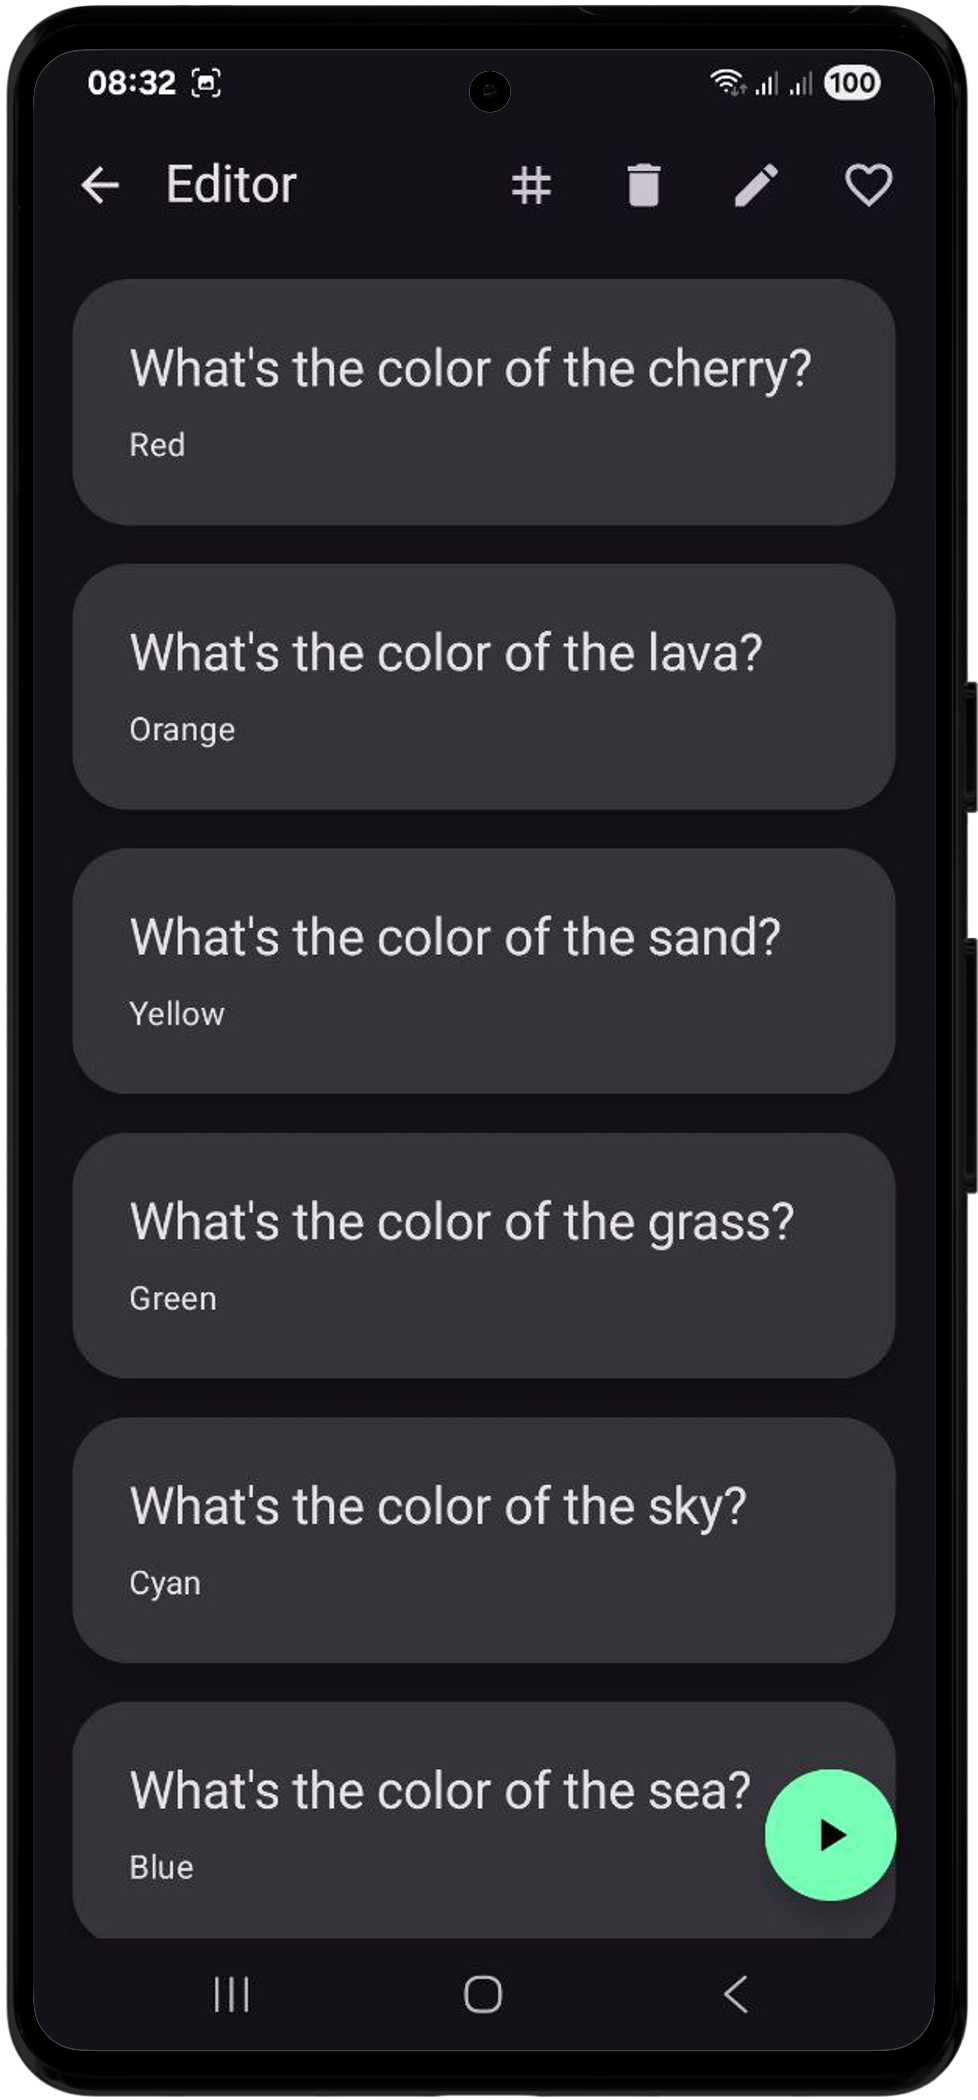 08:32
100
Editor
What's the color of the cherry?
Red
What's the color of the lava?
Orange
What's the color of the sand?
Yellow
What's the color of the grass?
Green
What's the color of the sky?
Cyan
What's the color of the sea?
Blue